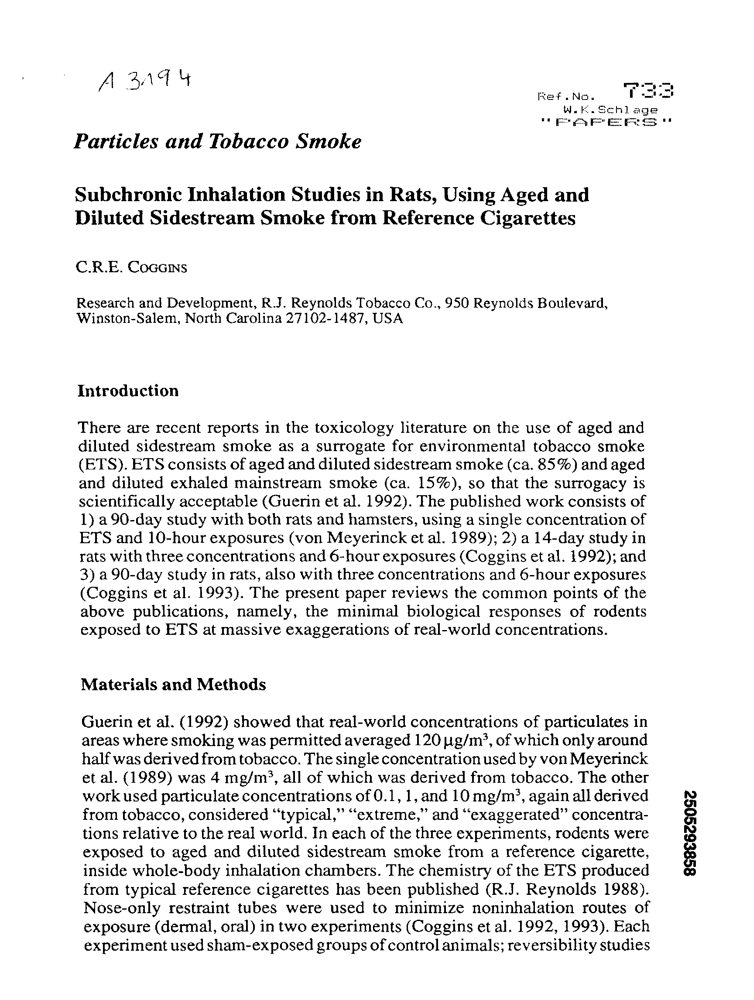 A 3194
Ref.No. 733
W.K.Schlage
"PAPERS"
Particles and Tobacco Smoke
Subchronic Inhalation Studies in Rats, Using Aged and
Diluted Sidestream Smoke from Reference Cigarettes
C.R.E. COGGINS
Research and Development, R.J. Reynolds Tobacco Co., 950 Reynolds Boulevard,
Winston-Salem, North Carolina 27102-1487, USA
Introduction
There are recent reports in the toxicology literature on the use of aged and
diluted sidestream smoke as a surrogate for environmental tobacco smoke
(ETS). ETS consists of aged and diluted sidestream smoke (ca. 85%) and aged
and diluted exhaled mainstream smoke (ca. 15%), so that the surrogacy is
scientifically acceptable (Guerin et al. 1992). The published work consists of
1) a 90-day study with both rats and hamsters, using a single concentration of
ETS and 10-hour exposures (von Meyerinck et al. 1989); 2) a 14-day study in
rats with three concentrations and 6-hour exposures (Coggins et al. 1992); and
3) a 90-day study in rats, also with three concentrations and 6-hour exposures
(Coggins et al. 1993). The present paper reviews the common points of the
above publications, namely, the minimal biological responses of rodents
exposed to ETS at massive exaggerations of real-world concentrations.
Materials and Methods
Guerin et al. (1992) showed that real-world concentrations of particulates in
areas where smoking was permitted averaged 120 µg/m³, of which only around
half was derived from tobacco. The single concentration used by von Meyerinck
et al. (1989) was 4 mg/m³, all of which was derived from tobacco. The other
work used particulate concentrations of 0.1, 1, and 10 mg/m³, again all derived
from tobacco, considered “typical,” “extreme,” and “exaggerated” concentra-
tions relative to the real world. In each of the three experiments, rodents were
exposed to aged and diluted sidestream smoke from a reference cigarette,
inside whole-body inhalation chambers. The chemistry of the ETS produced
from typical reference cigarettes has been published (R.J. Reynolds 1988).
Nose-only restraint tubes were used to minimize noninhalation routes of
exposure (dermal, oral) in two experiments (Coggins et al. 1992, 1993). Each
experiment used sham-exposed groups of control animals; reversibility studies
2505293858